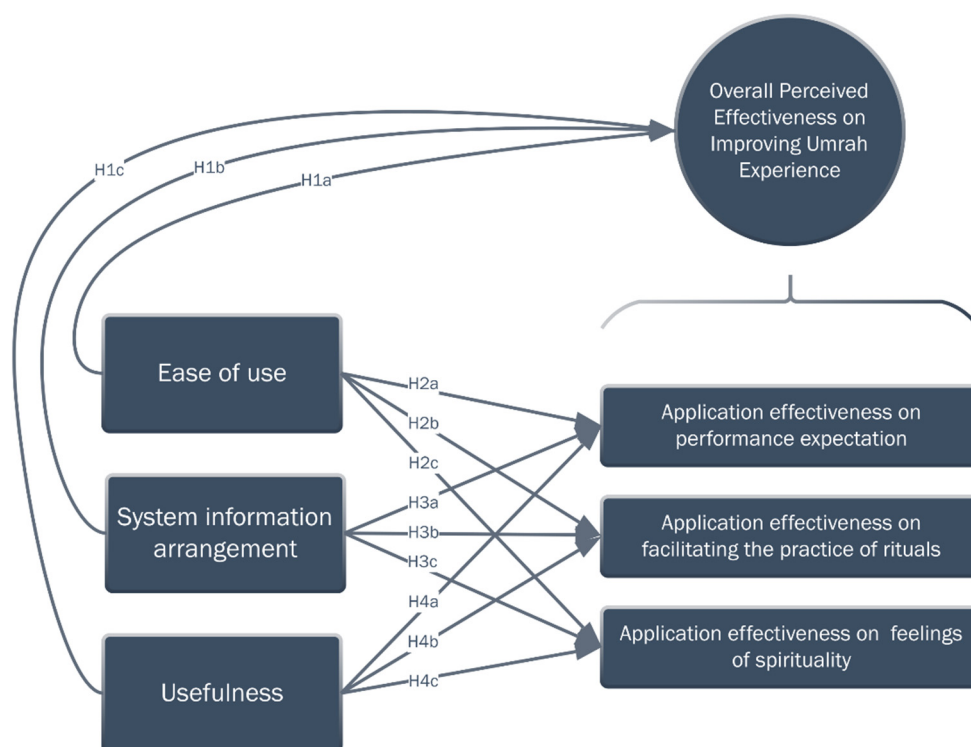 Overall Perceived
Effectiveness on
Improving Umrah
Experience
H1c
H1b
H1a
Ease of use
System information
arrangement
Usefulness
H2a
H2b
H2c
H3a
H3b
H3c
H4a
H4b
H4c
Application effectiveness on
performance expectation
Application effectiveness on
facilitating the practice of rituals
Application effectiveness on feelings
of spirituality